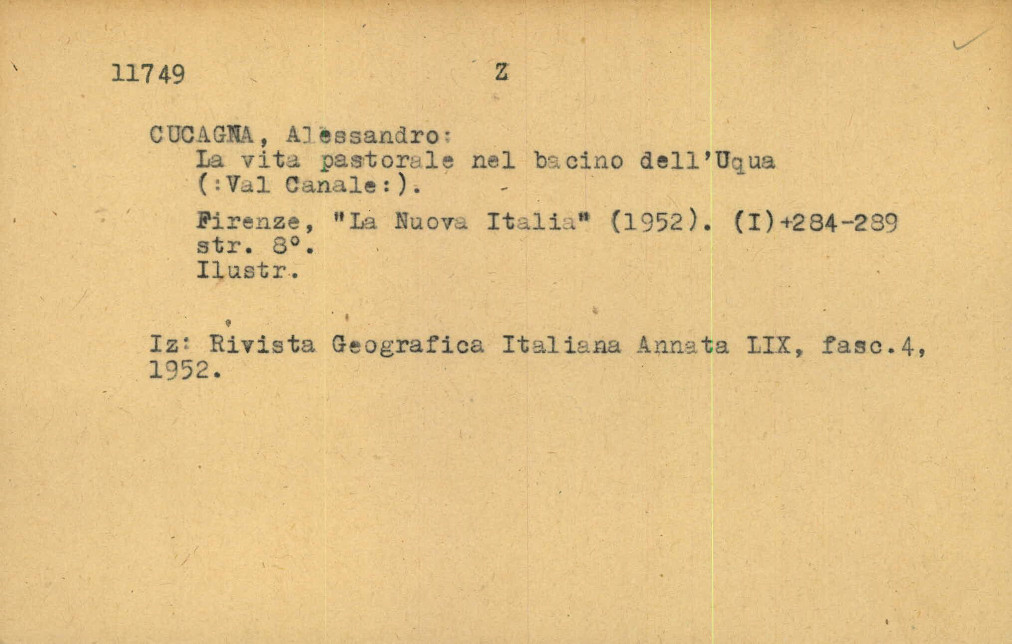 11749 Z
CUCAGNA, Alessandro:
La vita pastorale nel bacino dell'Uqua
(:Val Canale:).
Firenze, "La Nuova Italia" (1952). (I)+284-289
str. 8°.
Ilustr.
Iz: Rivista Geografica Italiana Annata LIX, fasc.4,
1952.